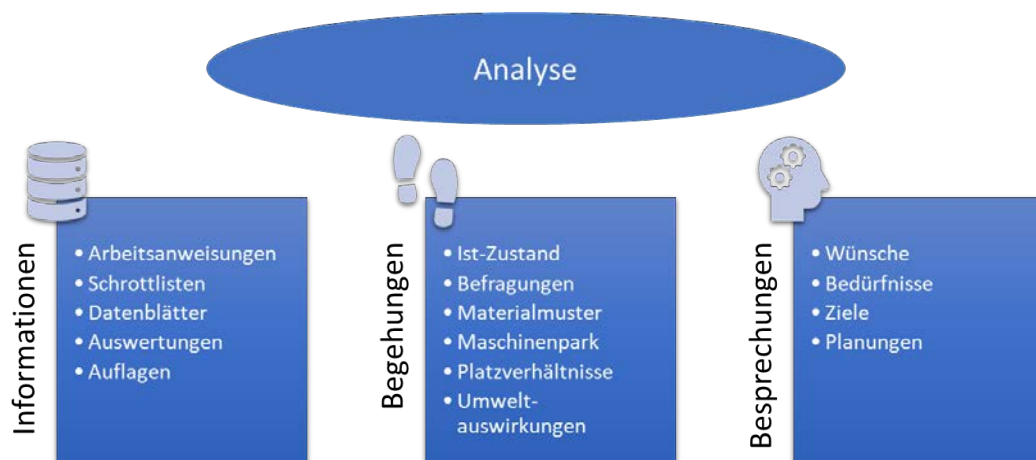 Analyse
Informationen
• Arbeitsanweisungen
• Schrottlisten
• Datenblätter
• Auswertungen
• Auflagen
Begehungen
• Ist-Zustand
• Befragungen
• Materialmuster
• Maschinenpark
• Platzverhältnisse
• Umwelt-
auswirkungen
Besprechungen
• Wünsche
• Bedürfnisse
• Ziele
• Planungen